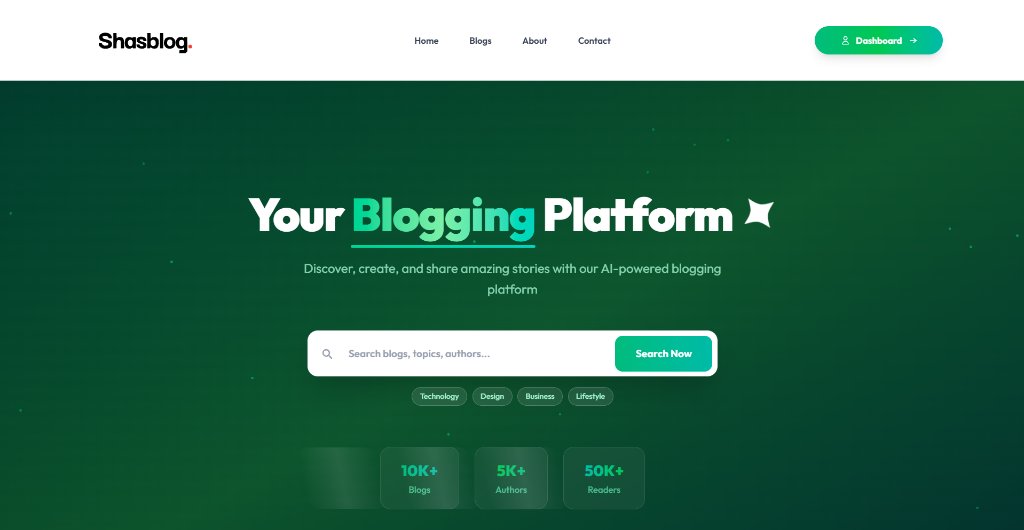 Shasblog.
Home Blogs About Contact
Dashboard →
Your Blogging Platform
Discover, create, and share amazing stories with our AI-powered blogging
platform
Search blogs, topics, authors...
Search Now
Technology Design Business Lifestyle
10K+ 5K+ 50K+
Blogs Authors Readers